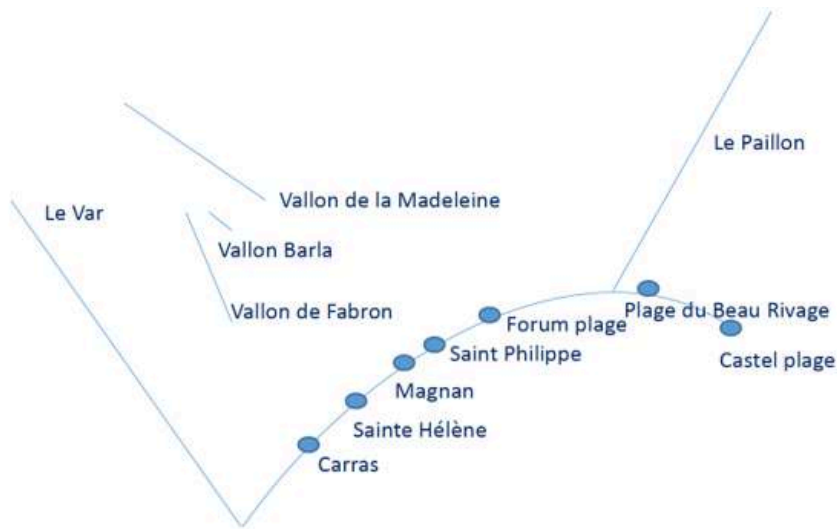 Le Paillon
Vallon de la Madeleine
Le Var
Vallon Barla
Vallon de Fabron
Plage du Beau Rivage
Forum plage
Saint Philippe
Castel plage
Magnan
Sainte Hélène
Carras